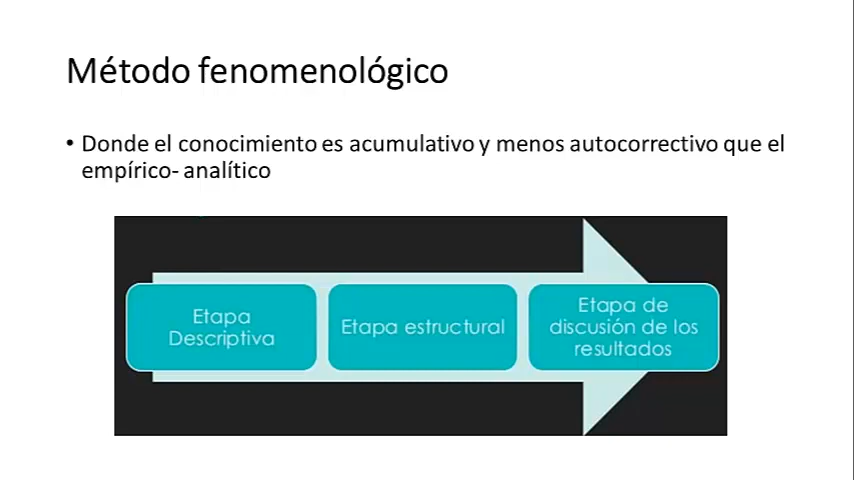 Método fenomenológico
• Donde el conocimiento es acumulativo y menos autocorrectivo que el
empírico- analítico
Etapa
Descriptiva
Etapa estructural
Etapa de
discusión de los
resultados